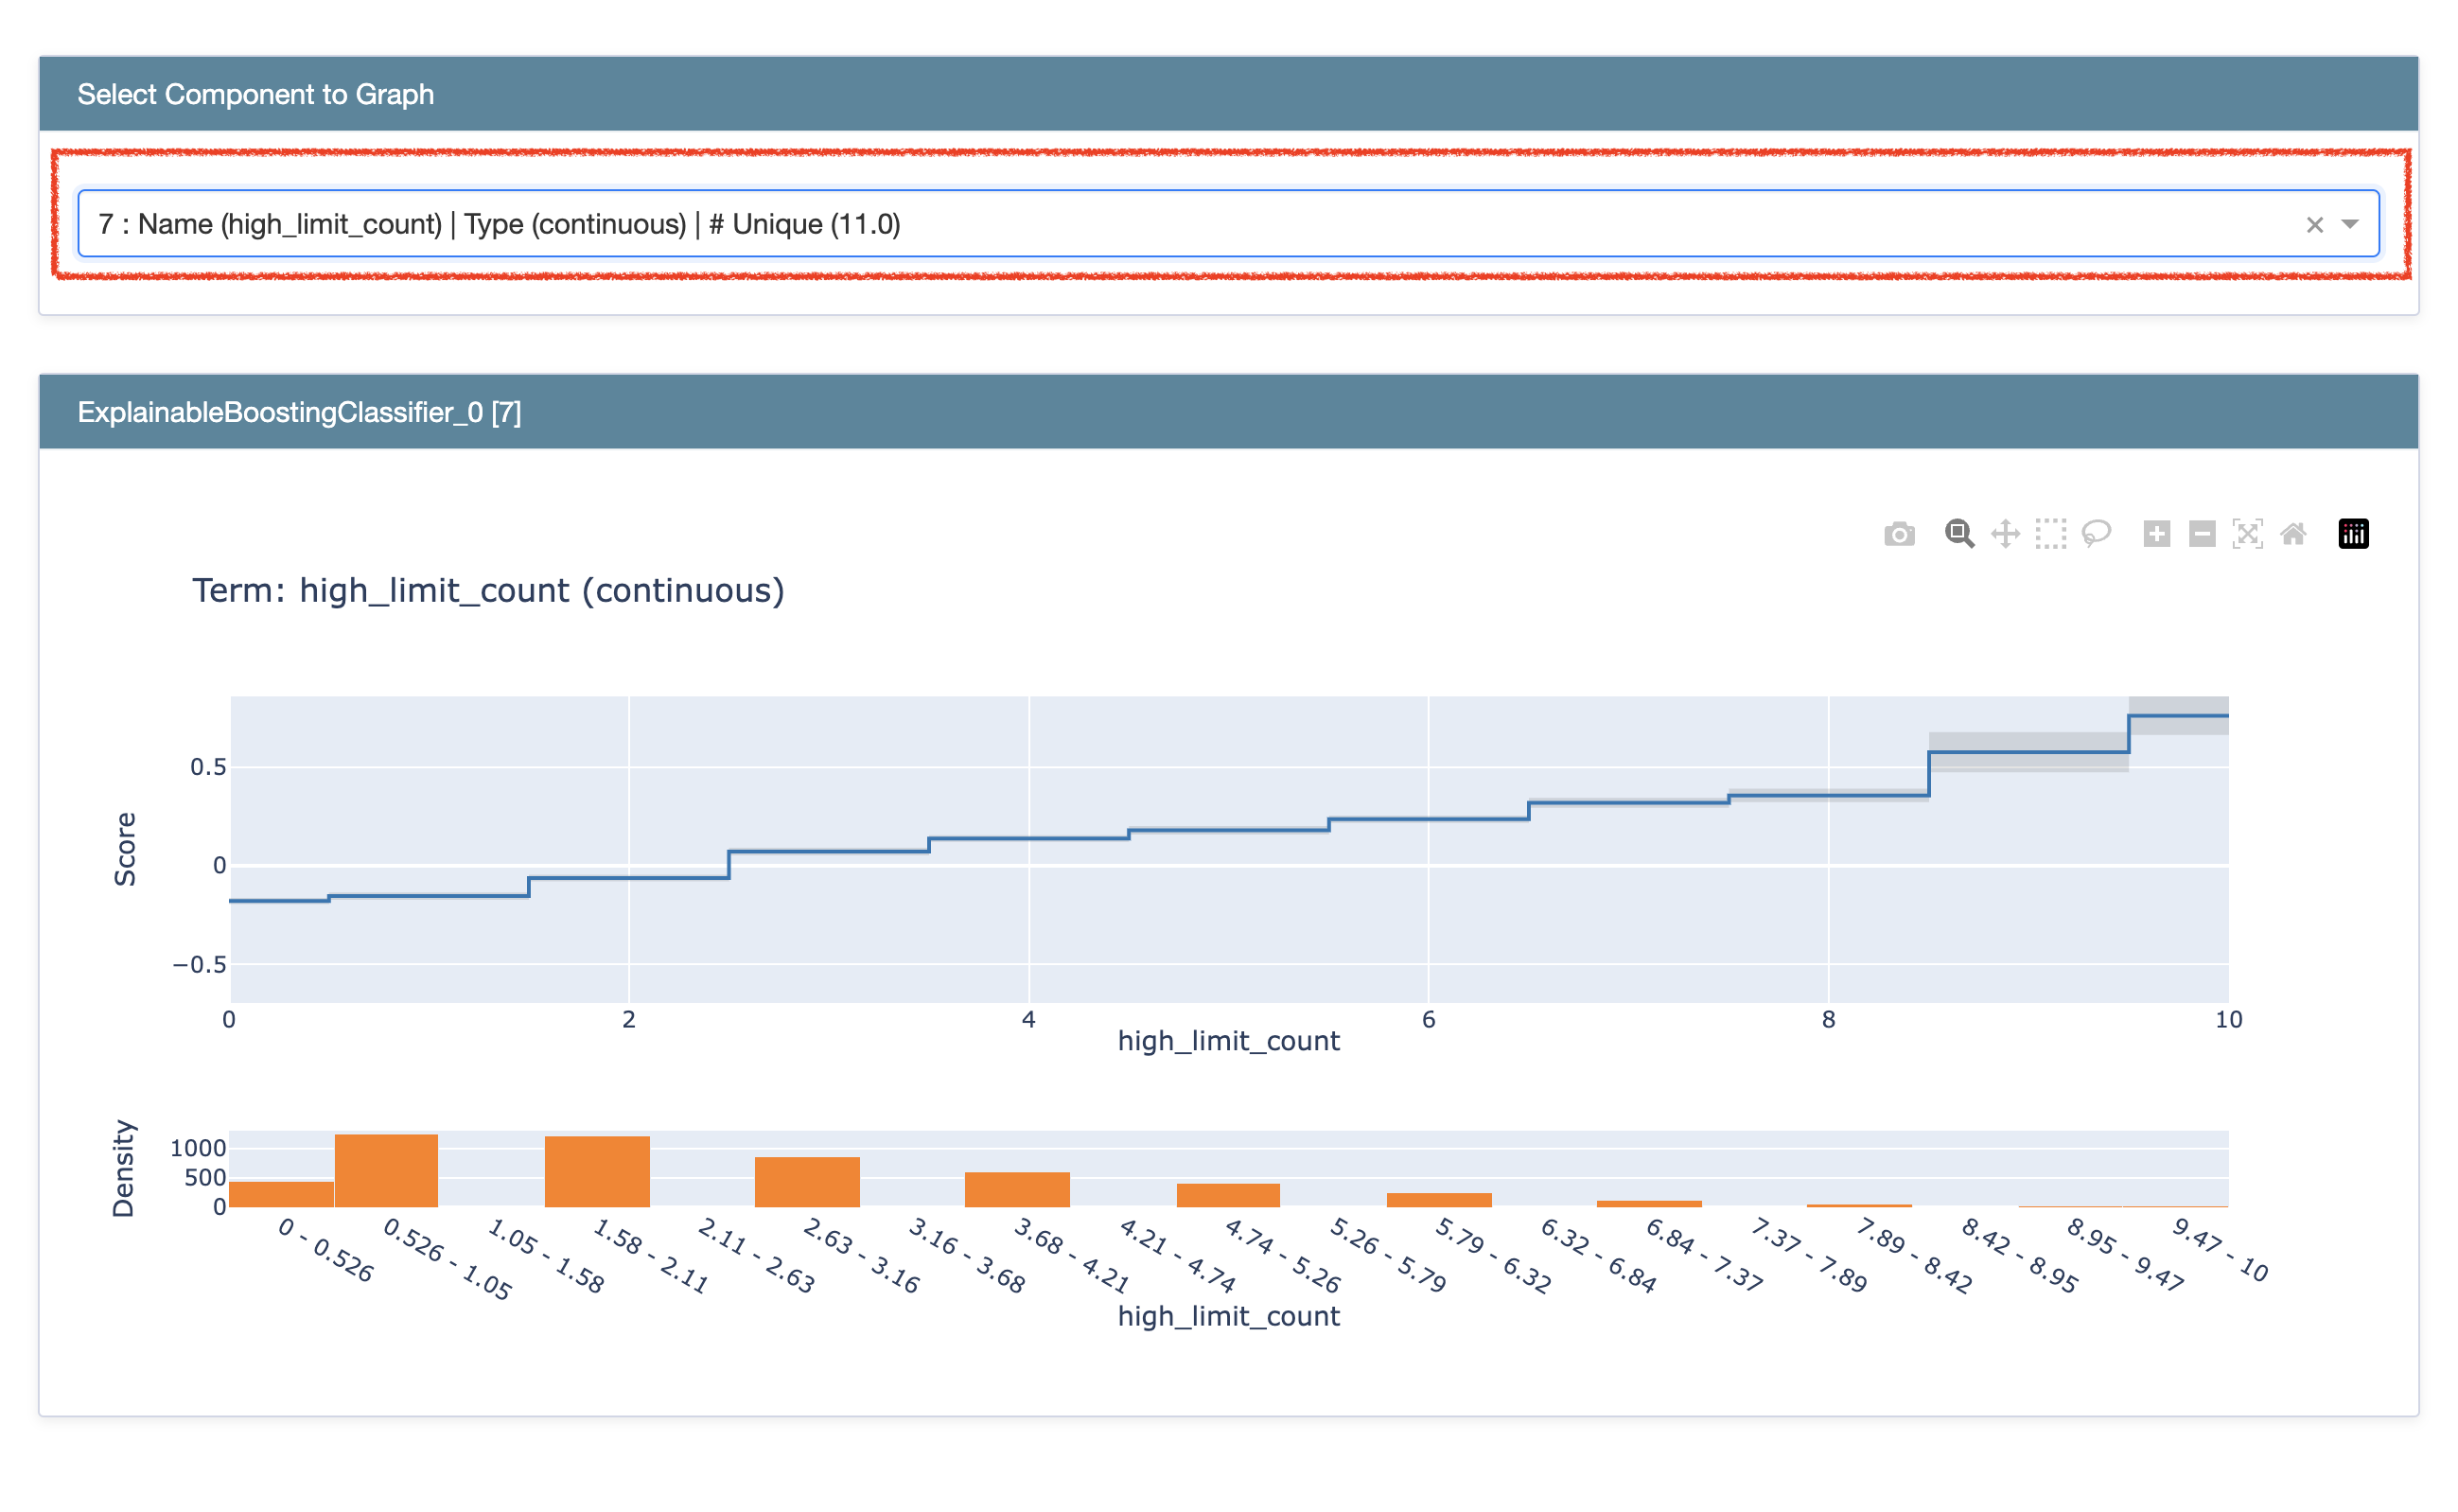 Select Component to Graph
7 : Name (high_limit_count) | Type (continuous) | # Unique (11.0)
ExplainableBoostingClassifier_0 [7]
Term: high_limit_count (continuous)
Score
0.5
0
−0.5
0 2 4 6 8 10
high_limit_count
Density
1000
500
0
0 - 0.526
0.526 - 1.05
1.05 - 1.58
1.58 - 2.11
2.11 - 2.63
2.63 - 3.16
3.16 - 3.68
3.68 - 4.21
4.21 - 4.74
4.74 - 5.26
5.26 - 5.79
5.79 - 6.32
6.32 - 6.84
6.84 - 7.37
7.37 - 7.89
7.89 - 8.42
8.42 - 8.95
8.95 - 9.47
9.47 - 10
high_limit_count